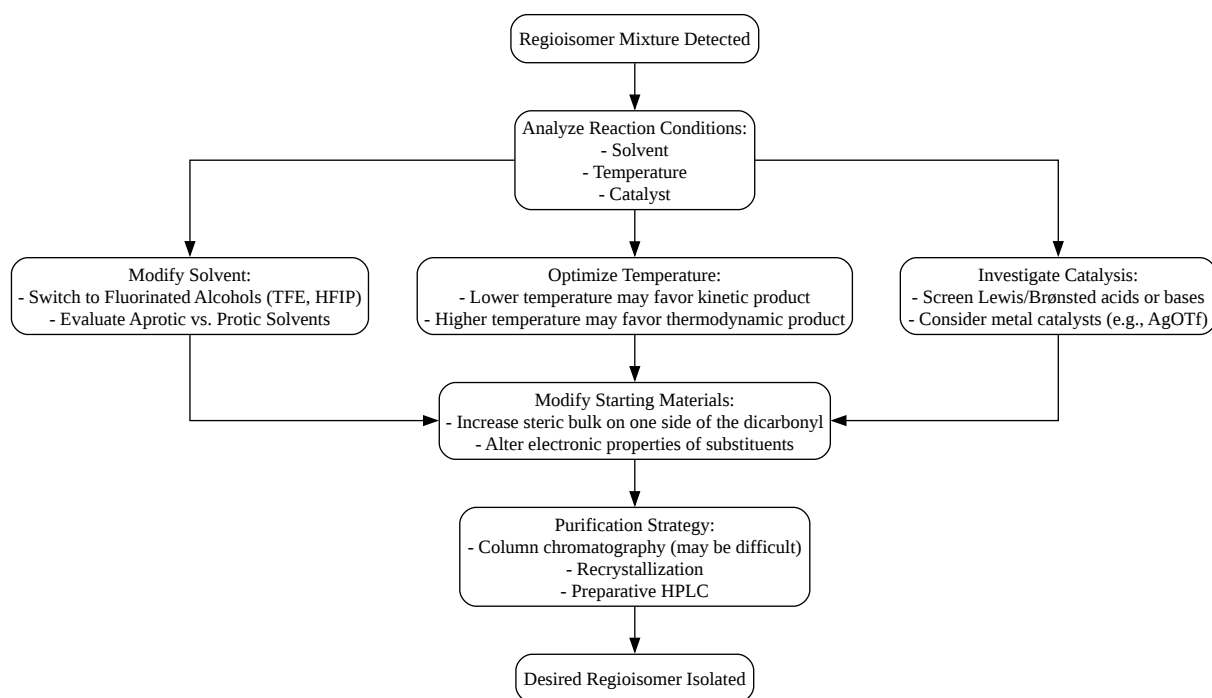 Regioisomer Mixture Detected
Analyze Reaction Conditions:
- Solvent
- Temperature
- Catalyst
Modify Solvent:
- Switch to Fluorinated Alcohols (TFE, HFIP)
- Evaluate Aprotic vs. Protic Solvents
Optimize Temperature:
- Lower temperature may favor kinetic product
- Higher temperature may favor thermodynamic product
Investigate Catalysis:
- Screen Lewis/Brønsted acids or bases
- Consider metal catalysts (e.g., AgOTf)
Modify Starting Materials:
- Increase steric bulk on one side of the dicarbonyl
- Alter electronic properties of substituents
Purification Strategy:
- Column chromatography (may be difficult)
- Recrystallization
- Preparative HPLC
Desired Regioisomer Isolated